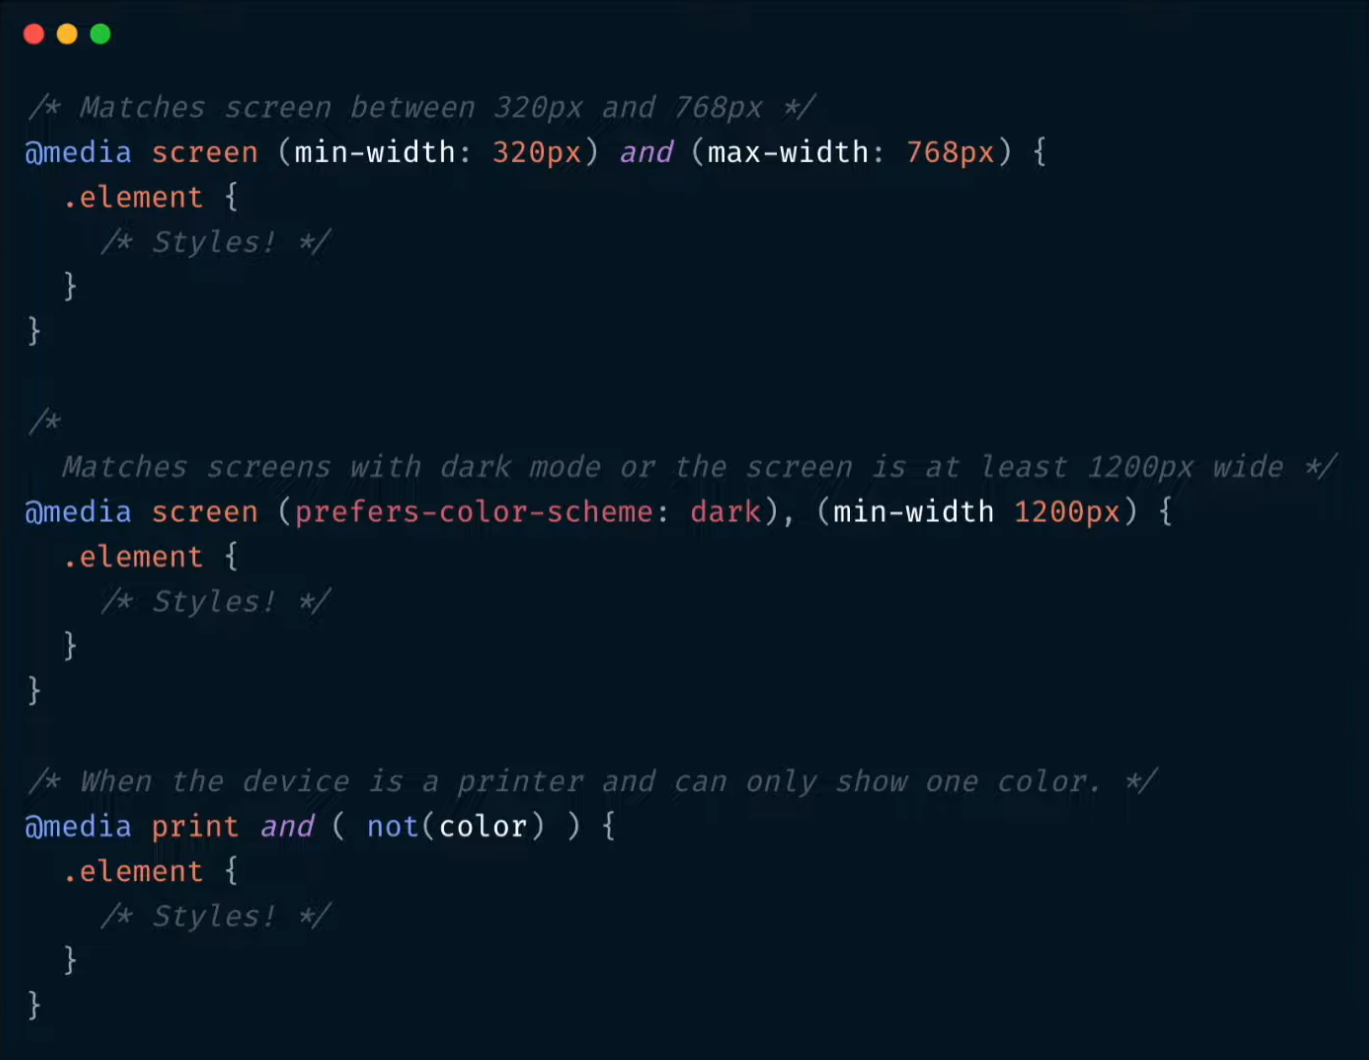 /* Matches screen between 320px and 768px */
@media screen (min-width: 320px) and (max-width: 768px) {
  .element {
    /* Styles! */
  }
}

/*
  Matches screens with dark mode or the screen is at least 1200px wide */
@media screen (prefers-color-scheme: dark), (min-width 1200px) {
  .element {
    /* Styles! */
  }
}

/* When the device is a printer and can only show one color. */
@media print and ( not(color) ) {
  .element {
    /* Styles! */
  }
}